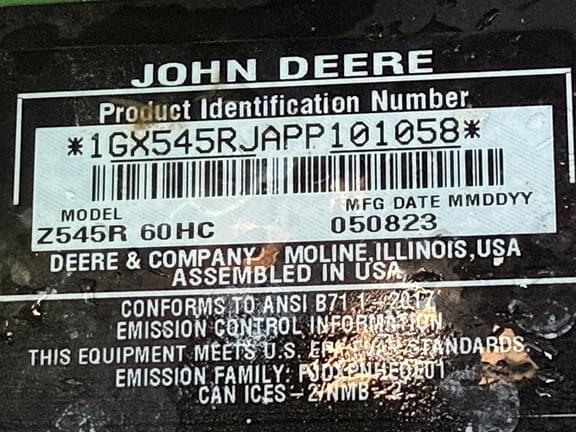 JOHN DEERE
Product Identification Number
*1GX545RJAPP101058*
MODEL MFG DATE MMDDYY
Z545R 60HC 050823
DEERE & COMPANY MOLINE, ILLINOIS, USA
ASSEMBLED IN USA
CONFORMS TO ANSI B71.1 - 2017
EMISSION CONTROL INFORMATION
THIS EQUIPMENT MEETS U.S. EPA EVAP STANDARDS.
EMISSION FAMILY:
CAN ICES-2/NMB-2